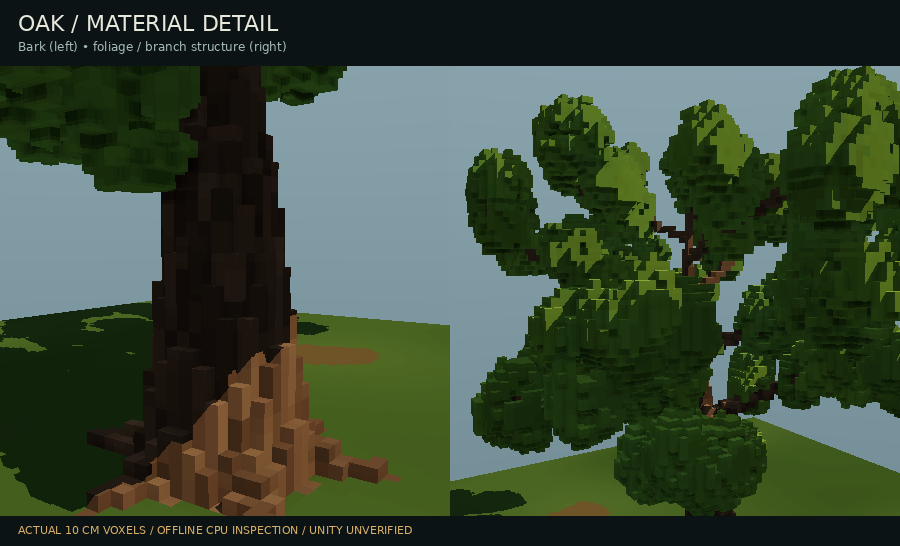 OAK / MATERIAL DETAIL
Bark (left) • foliage / branch structure (right)
ACTUAL 10 CM VOXELS / OFFLINE CPU INSPECTION / UNITY UNVERIFIED